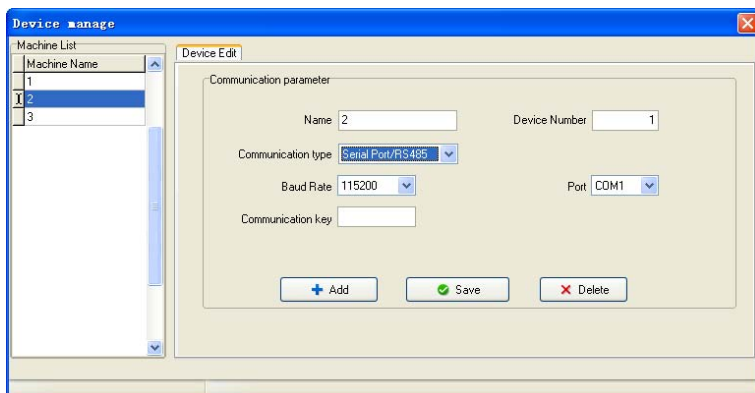 Device manage
Machine List
Machine Name
1
2
3
Device Edit
Communication parameter
Name 2 Device Number 1
Communication type Serial Port/RS485
Baud Rate 115200 Port COM1
Communication key
Add Save Delete